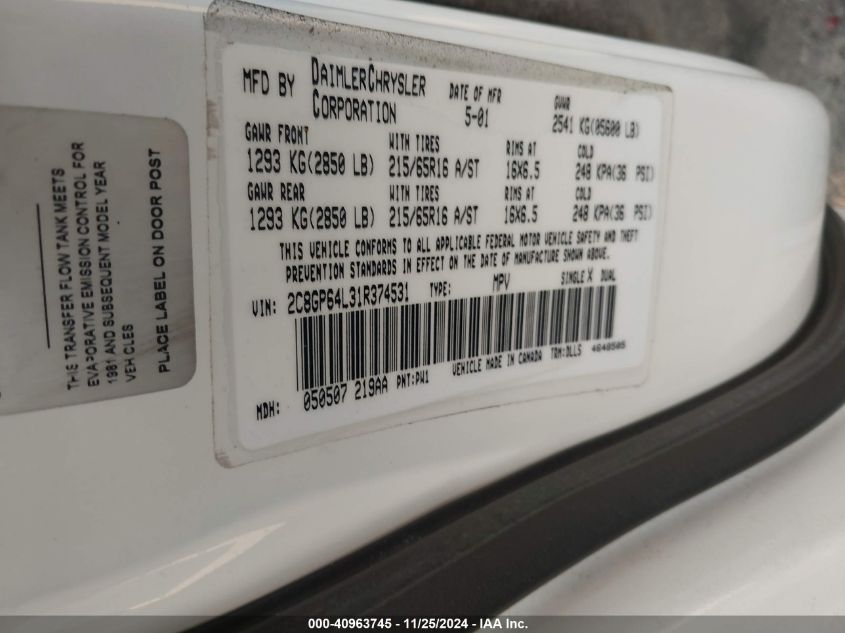 MFD BY DAIMLERCHRYSLER CORPORATION DATE OF MFR 5-01 GVWR 2541 KG(05600 LB)
GAWR FRONT WITH TIRES RIMS AT COLD
1293 KG(2850 LB) 215/65R16 A/ST 16X6.5 248 KPA(36 PSI)
GAWR REAR WITH TIRES RIMS AT COLD
1293 KG(2850 LB) 215/65R16 A/ST 16X6.5 248 KPA(36 PSI)
THIS VEHICLE CONFORMS TO ALL APPLICABLE FEDERAL MOTOR VEHICLE SAFETY AND THEFT
PREVENTION STANDARDS IN EFFECT ON THE DATE OF MANUFACTURE SHOWN ABOVE.
VIN: 2C8GP64L31R374531 TYPE: MPV SINGLE X DUAL
MDH: 050507 219AA PNT:PW1 VEHICLE MADE IN CANADA TRM:DLLS 4648505
THIS TRANSFER FLOW TANK MEETS
EVAPORATIVE EMISSION CONTROL FOR
1981 AND SUBSEQUENT MODEL YEAR
VEHICLES
PLACE LABEL ON DOOR POST
000-40963745 - 11/25/2024 - IAA Inc.